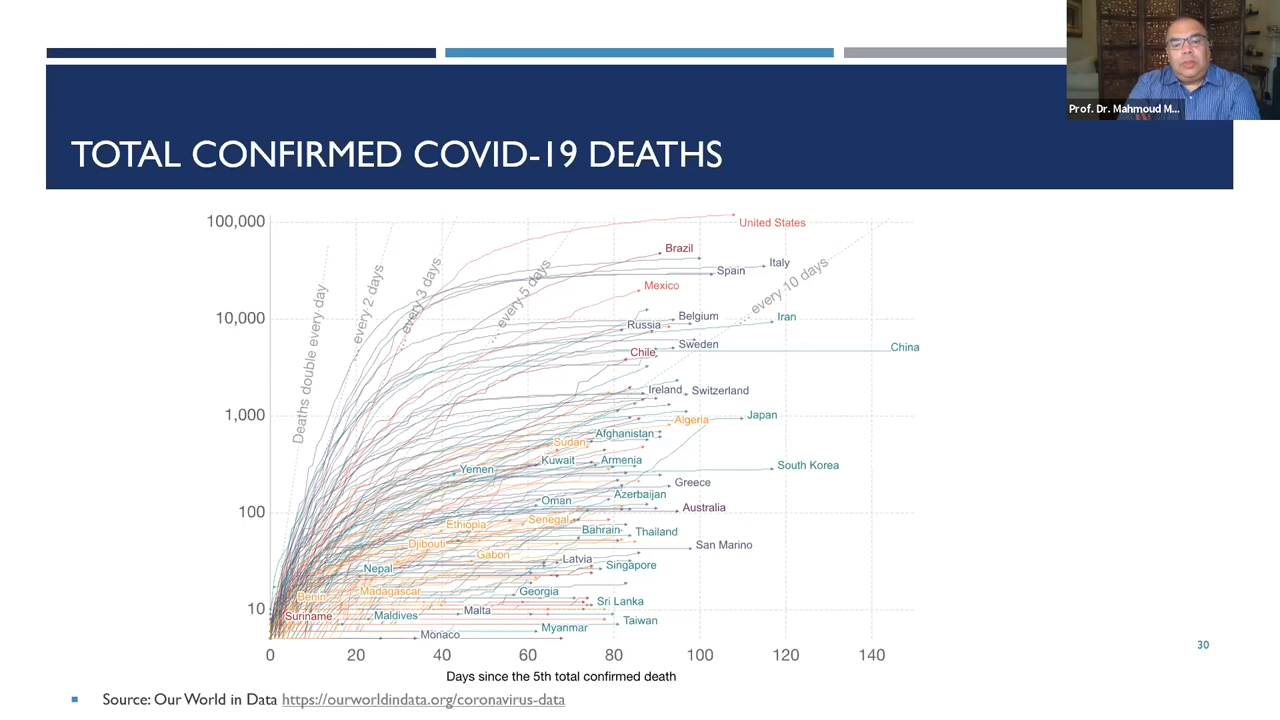 Prof. Dr. Mahmoud M...
TOTAL CONFIRMED COVID-19 DEATHS
100,000
10,000
1,000
100
10
Deaths double every day
every 2 days
every 3 days
every 5 days
every 10 days
United States
Brazil
Italy
Spain
Mexico
Belgium
Iran
Russia
Sweden
China
Chile
Ireland
Switzerland
Japan
Algeria
Afghanistan
Sudan
Kuwait
Armenia
South Korea
Yemen
Greece
Azerbaijan
Oman
Australia
Ethiopia
Senegal
Bahrain
Thailand
Djibouti
San Marino
Gabon
Latvia
Singapore
Nepal
Benin
Madagascar
Georgia
Sri Lanka
Suriname
Maldives
Malta
Taiwan
Myanmar
Monaco
0 20 40 60 80 100 120 140
Days since the 5th total confirmed death
30
Source: Our World in Data https://ourworldindata.org/coronavirus-data